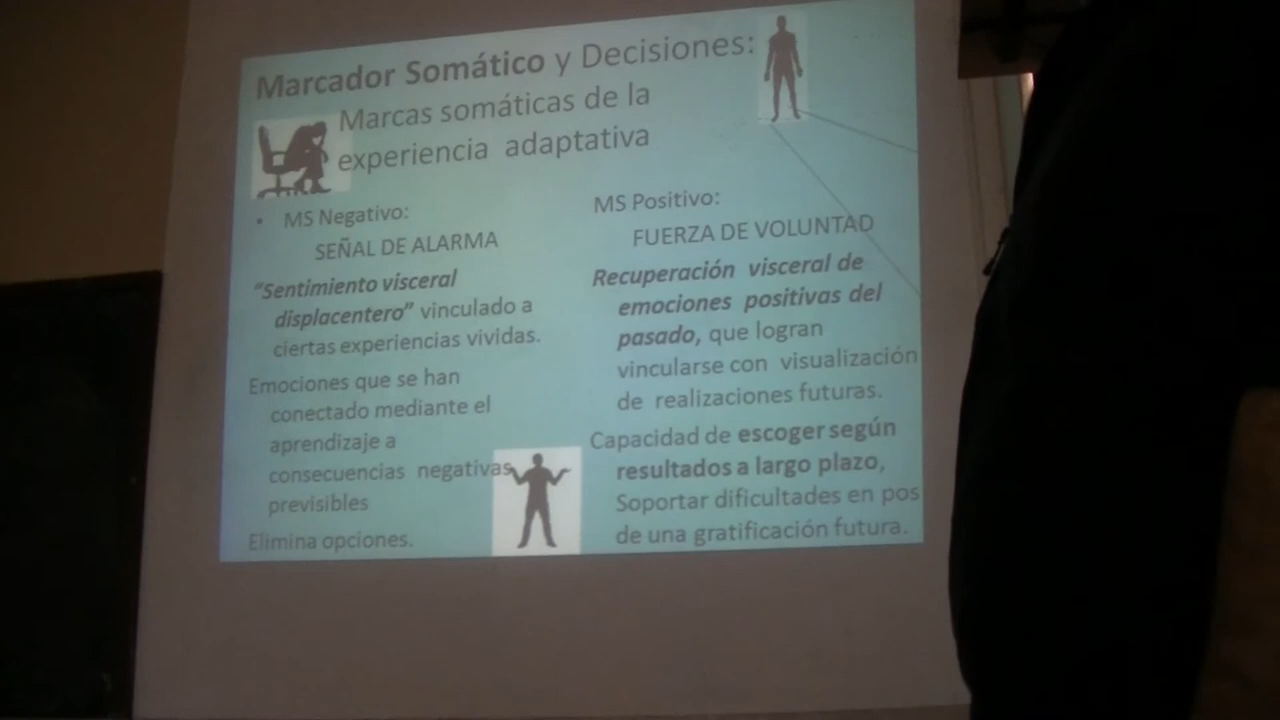 Marcador Somático y Decisiones:
Marcas somáticas de la
experiencia adaptativa
• MS Negativo:
SEÑAL DE ALARMA
“Sentimiento visceral
displacentero” vinculado a
ciertas experiencias vividas.
Emociones que se han
conectado mediante el
aprendizaje a
consecuencias negativas
previsibles
Elimina opciones.
MS Positivo:
FUERZA DE VOLUNTAD
Recuperación visceral de
emociones positivas del
pasado, que logran
vincularse con visualización
de realizaciones futuras.
Capacidad de escoger según
resultados a largo plazo,
Soportar dificultades en pos
de una gratificación futura.